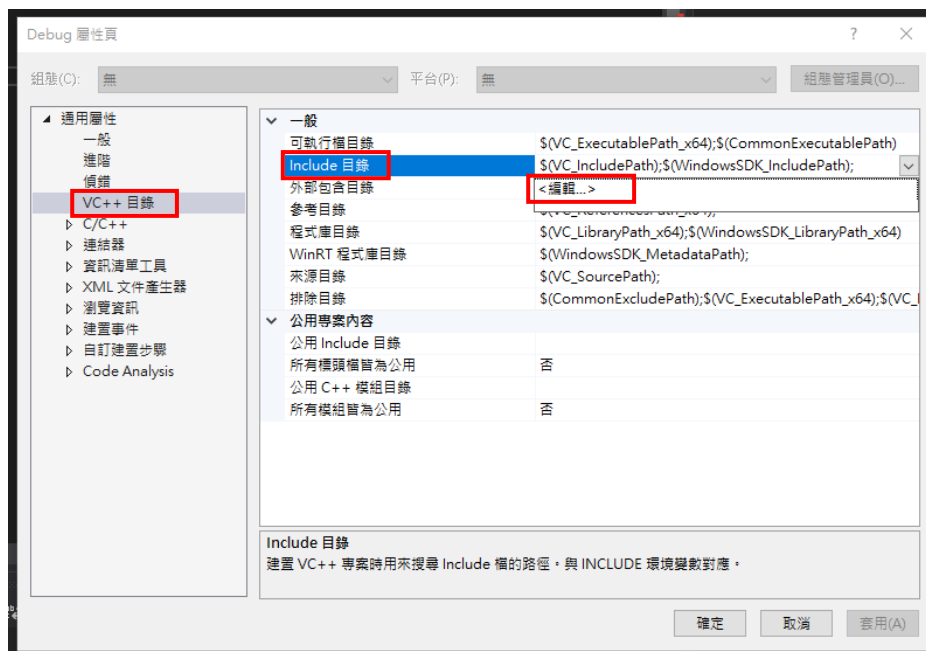 Debug 屬性頁
? ×
組態(C): 無 平台(P): 無 組態管理員(O)...
通用屬性
一般
進階
偵錯
VC++ 目錄
C/C++
連結器
資訊清單工具
XML 文件產生器
瀏覽資訊
建置事件
自訂建置步驟
Code Analysis
一般
可執行檔目錄 $(VC_ExecutablePath_x64);$(CommonExecutablePath)
Include 目錄 $(VC_IncludePath);$(WindowsSDK_IncludePath);
外部包含目錄 <編輯...>
參考目錄 $(VC_ReferencesPath_x64);
程式庫目錄 $(VC_LibraryPath_x64);$(WindowsSDK_LibraryPath_x64)
WinRT 程式庫目錄 $(WindowsSDK_MetadataPath);
來源目錄 $(VC_SourcePath);
排除目錄 $(CommonExcludePath);$(VC_ExecutablePath_x64);$(VC_I
公用專案內容
公用 Include 目錄
所有標頭檔皆為公用 否
公用 C++ 模組目錄
所有模組皆為公用 否
Include 目錄
建置 VC++ 專案時用來搜尋 Include 檔的路徑。與 INCLUDE 環境變數對應。
確定 取消 套用(A)